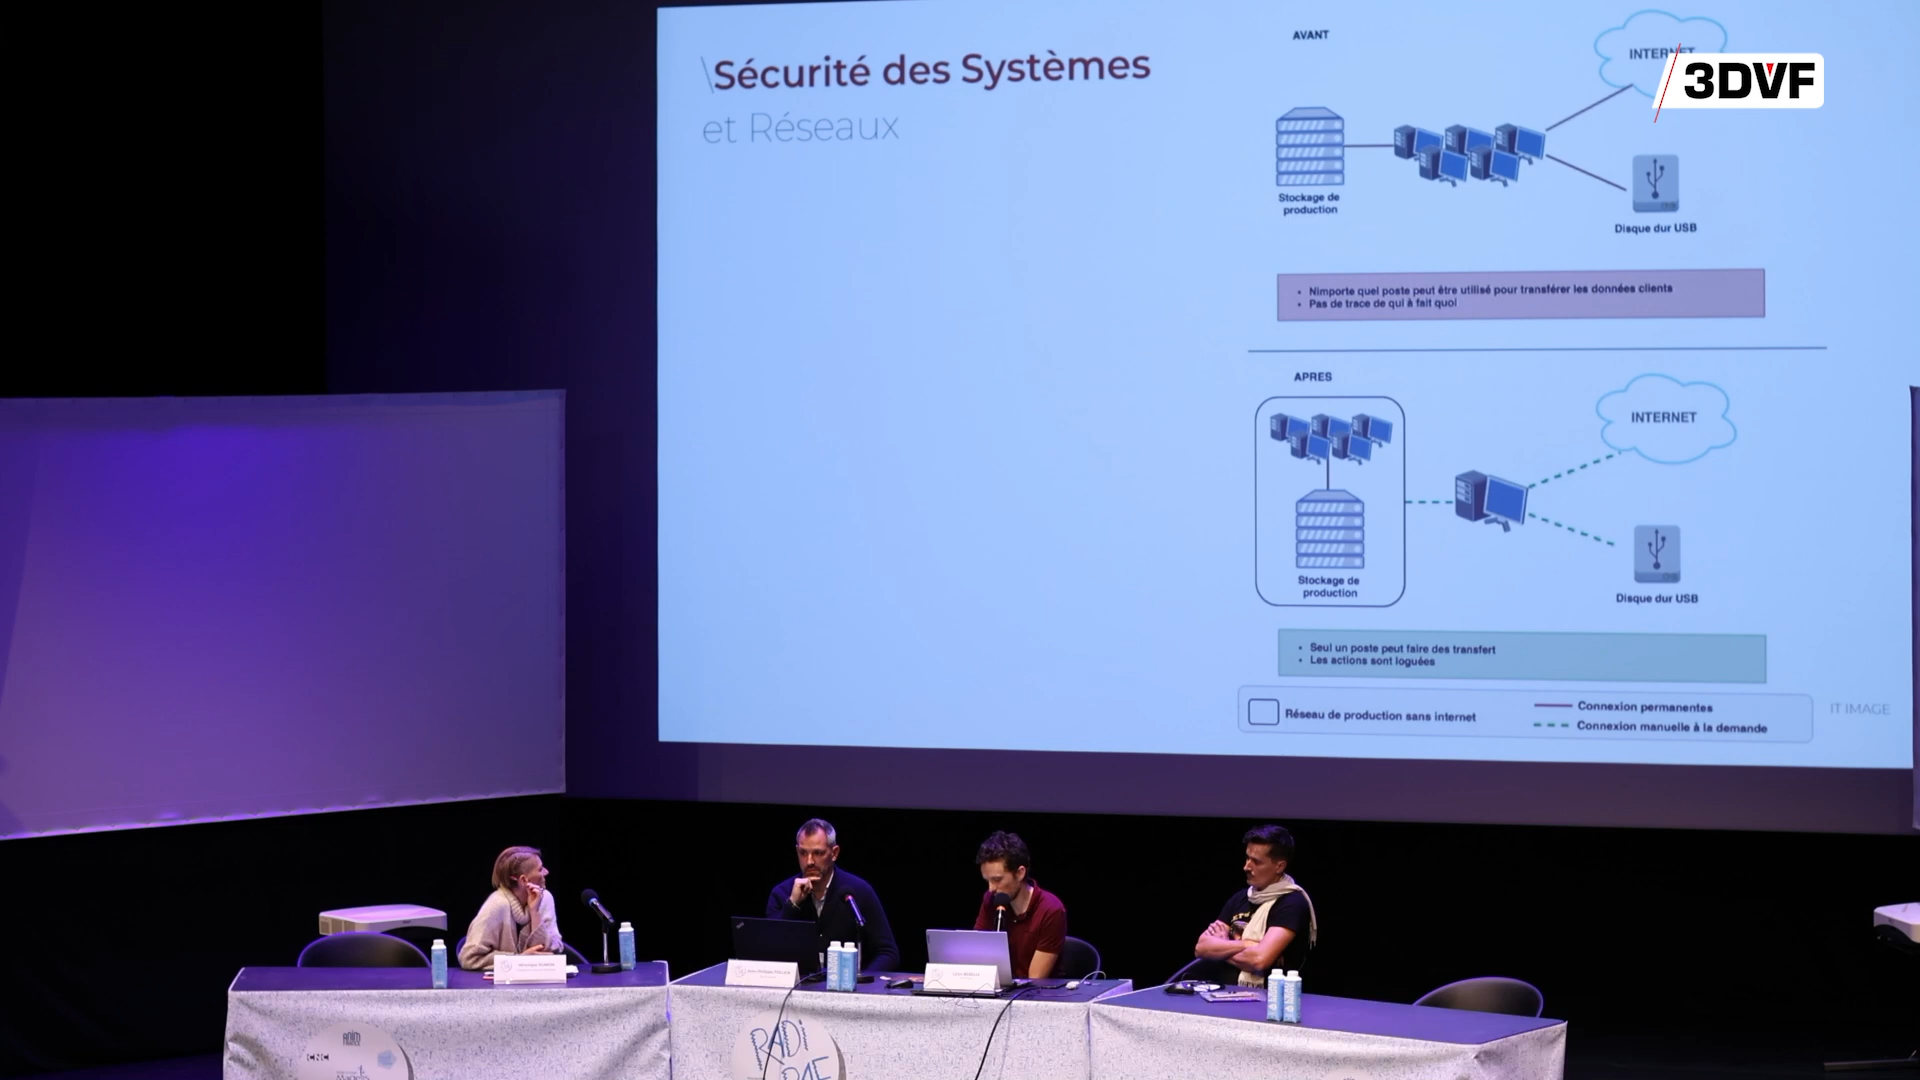 \Sécurité des Systèmes
et Réseaux
AVANT
INTERNET
3DVF
Stockage de
production
Disque dur USB
• Nimporte quel poste peut être utilisé pour transférer les données clients
• Pas de trace de qui à fait quoi
APRES
INTERNET
Stockage de
production
Disque dur USB
• Seul un poste peut faire des transfert
• Les actions sont loguées
Réseau de production sans internet
Connexion permanentes
Connexion manuelle à la demande
IT IMAGE
CNC
RADI